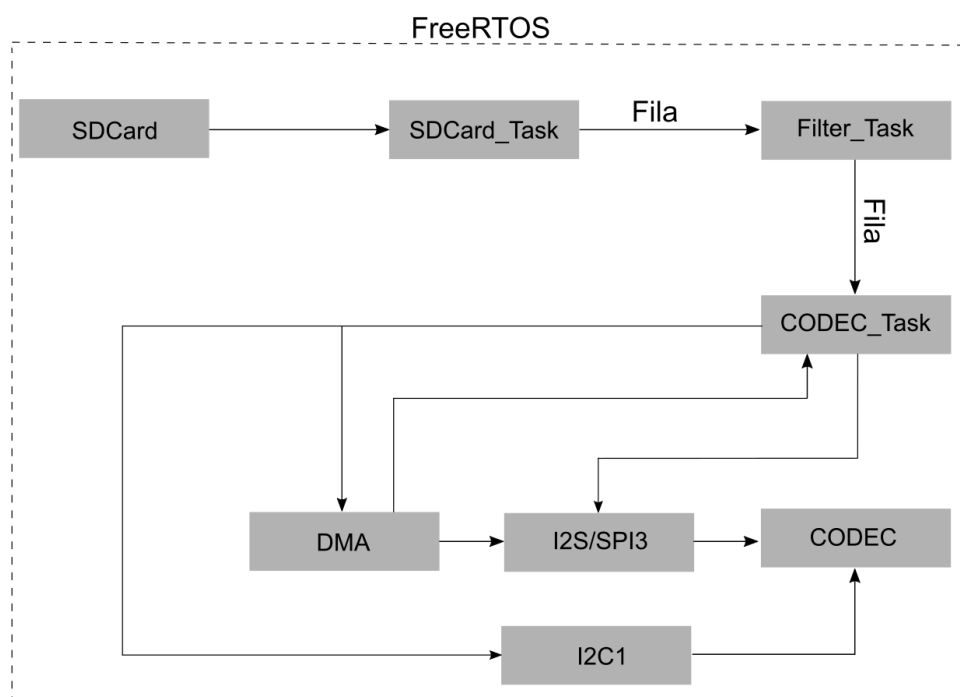 FreeRTOS
SDCard
SDCard_Task
Fila
Filter_Task
Fila
CODEC_Task
DMA
I2S/SPI3
CODEC
I2C1